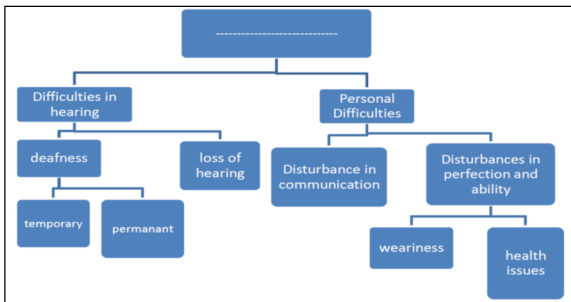 -----------------------------
Difficulties in
hearing
Personal
Difficulties
deafness
loss of
hearing
Disturbance in
communication
Disturbances in
perfection and
ability
temporary
permanant
weariness
health
issues